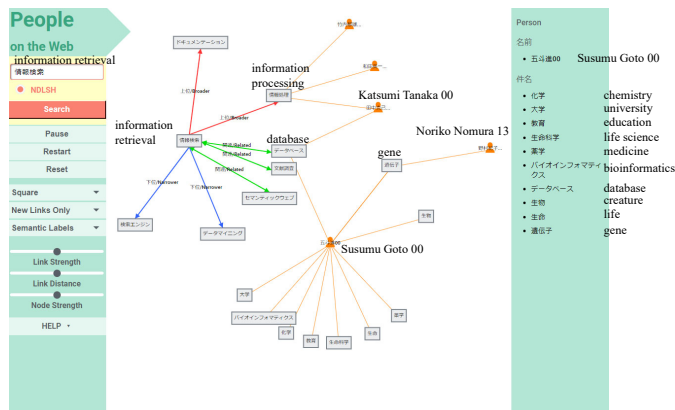 People
on the Web
information retrieval
情報検索
NDLSH
Search
Pause
Restart
Reset
Square
New Links Only
Semantic Labels
Link Strength
Link Distance
Node Strength
HELP
ドキュメンテーション
上位/Broader
information
processing
情報処理
上位/Broader
Katsumi Tanaka 00
information
retrieval
情報検索
database
関連/Related
データベース
関連/Related
文献調査
関連/Related
セマンティックウェブ
下位/Narrower
下位/Narrower
検索エンジン
データマイニング
Noriko Nomura 13
gene
遺伝子
生物
Susumu Goto 00
大学
バイオインフォマティクス
化学
教育
生命科学
生命
薬学
Person
名前
五斗進00 Susumu Goto 00
件名
化学 chemistry
大学 university
教育 education
生命科学 life science
薬学 medicine
バイオインフォマティクス bioinformatics
データベース database
生物 creature
生命 life
遺伝子 gene